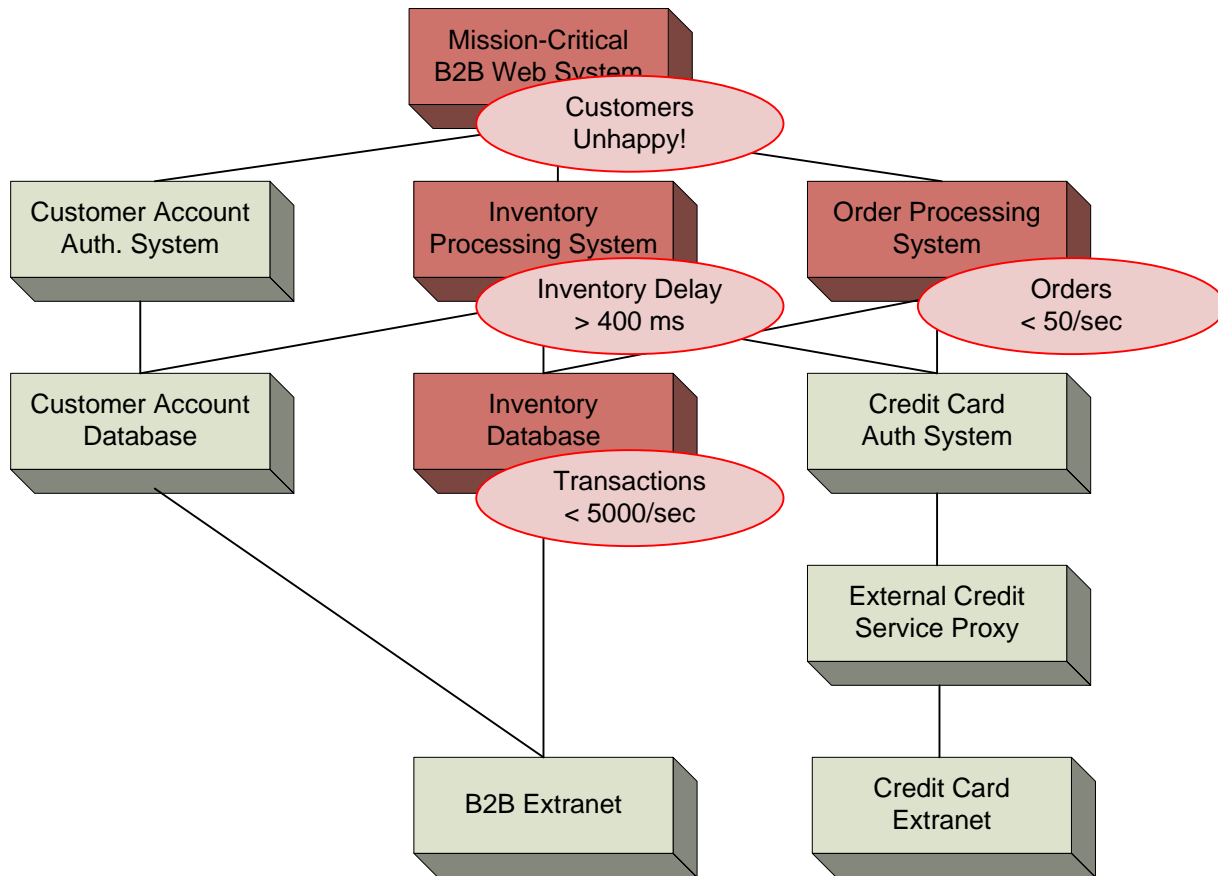 Mission-Critical
B2B Web System
Customers
Unhappy!
Customer Account
Auth. System
Inventory
Processing System
Order Processing
System
Inventory Delay
> 400 ms
Orders
< 50/sec
Customer Account
Database
Inventory
Database
Credit Card
Auth System
Transactions
< 5000/sec
External Credit
Service Proxy
B2B Extranet
Credit Card
Extranet